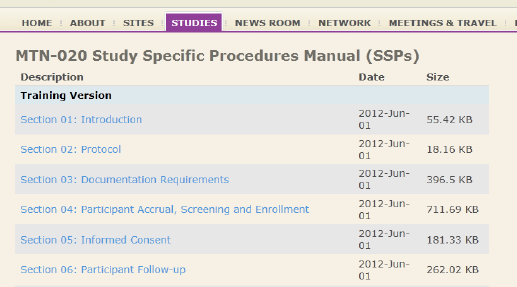 HOME | ABOUT | SITES | STUDIES | NEWS ROOM | NETWORK | MEETINGS & TRAVEL
MTN-020 Study Specific Procedures Manual (SSPs)
Description Date Size
Training Version
Section 01: Introduction 2012-Jun-01 55.42 KB
Section 02: Protocol 2012-Jun-01 18.16 KB
Section 03: Documentation Requirements 2012-Jun-01 396.5 KB
Section 04: Participant Accrual, Screening and Enrollment 2012-Jun-01 711.69 KB
Section 05: Informed Consent 2012-Jun-01 181.33 KB
Section 06: Participant Follow-up 2012-Jun-01 262.02 KB